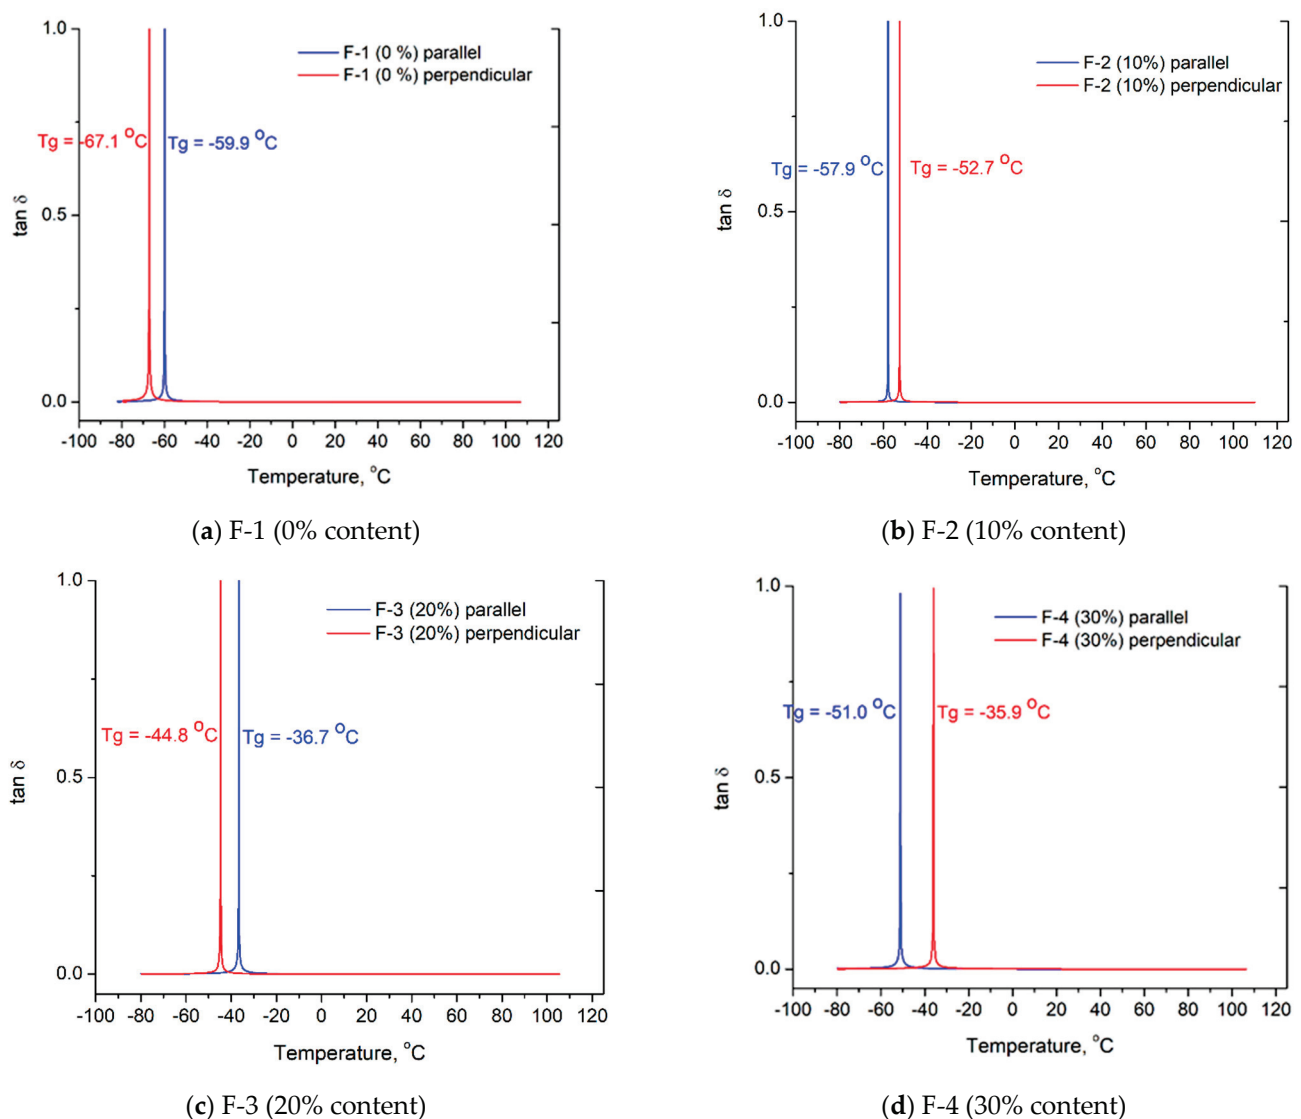 1.0
0.5
0.0
tan δ
F-1 (0 %) parallel
F-1 (0 %) perpendicular
Tg = -67.1 °C
Tg = -59.9 °C
-100 -80 -60 -40 -20 0 20 40 60 80 100 120
Temperature, °C
(a) F-1 (0% content)
1.0
0.5
0.0
tan δ
F-2 (10%) parallel
F-2 (10%) perpendicular
Tg = -57.9 °C
Tg = -52.7 °C
-100 -80 -60 -40 -20 0 20 40 60 80 100 120
Temperature, °C
(b) F-2 (10% content)
1.0
0.5
0.0
tan δ
F-3 (20%) parallel
F-3 (20%) perpendicular
Tg = -44.8 °C
Tg = -36.7 °C
-100 -80 -60 -40 -20 0 20 40 60 80 100 120
Temperature, °C
(c) F-3 (20% content)
1.0
0.5
0.0
tan δ
F-4 (30%) parallel
F-4 (30%) perpendicular
Tg = -51.0 °C
Tg = -35.9 °C
-100 -80 -60 -40 -20 0 20 40 60 80 100 120
Temperature, °C
(d) F-4 (30% content)